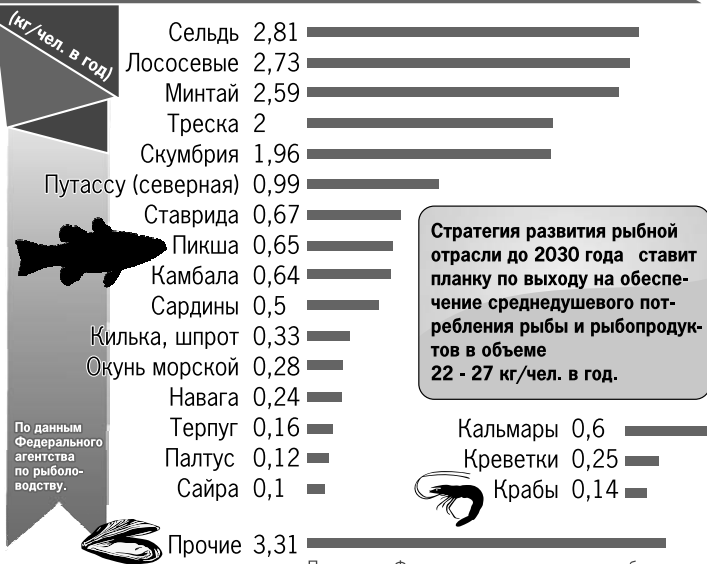 (кг/чел. в год)
Сельдь 2,81
Лососевые 2,73
Минтай 2,59
Треска 2
Скумбрия 1,96
Путассу (северная) 0,99
Ставрида 0,67
Пикша 0,65
Камбала 0,64
Сардины 0,5
Килька, шпрот 0,33
Окунь морской 0,28
Навага 0,24
Терпуг 0,16
Палтус 0,12
Сайра 0,1
Прочие 3,31
Стратегия развития рыбной
отрасли до 2030 года ставит
планку по выходу на обеспе-
чение среднедушевого пот-
ребления рыбы и рыбопродук-
тов в объеме
22 - 27 кг/чел. в год.
Кальмары 0,6
Креветки 0,25
Крабы 0,14
По данным
Федерального
агентства
по рыболо-
водству.